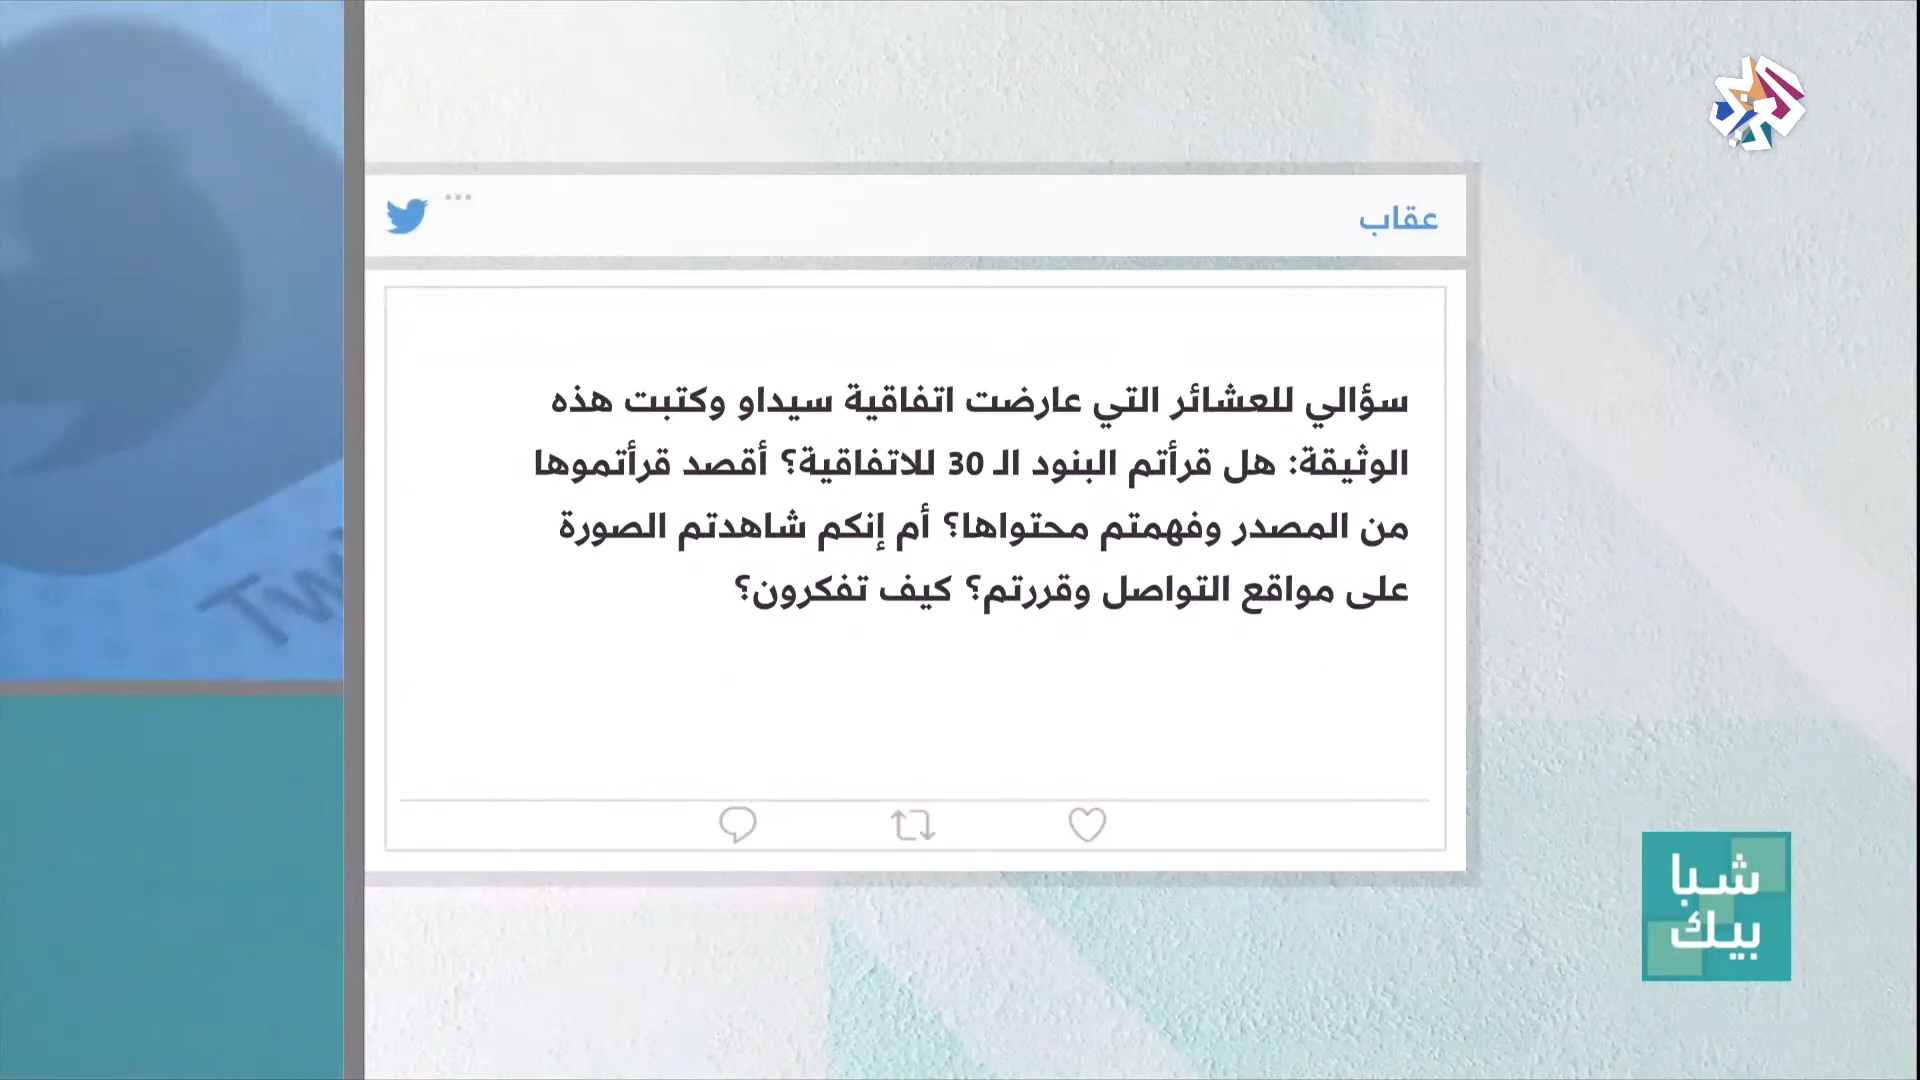 عقاب
سؤالي للعشائر التي عارضت اتفاقية سيداو وكتبت هذه
الوثيقة: هل قرأتم البنود الـ 30 للاتفاقية؟ أقصد قرأتموها
من المصدر وفهمتم محتواها؟ أم إنكم شاهدتم الصورة
على مواقع التواصل وقررتم؟ كيف تفكرون؟
شبا
بيك
Twi